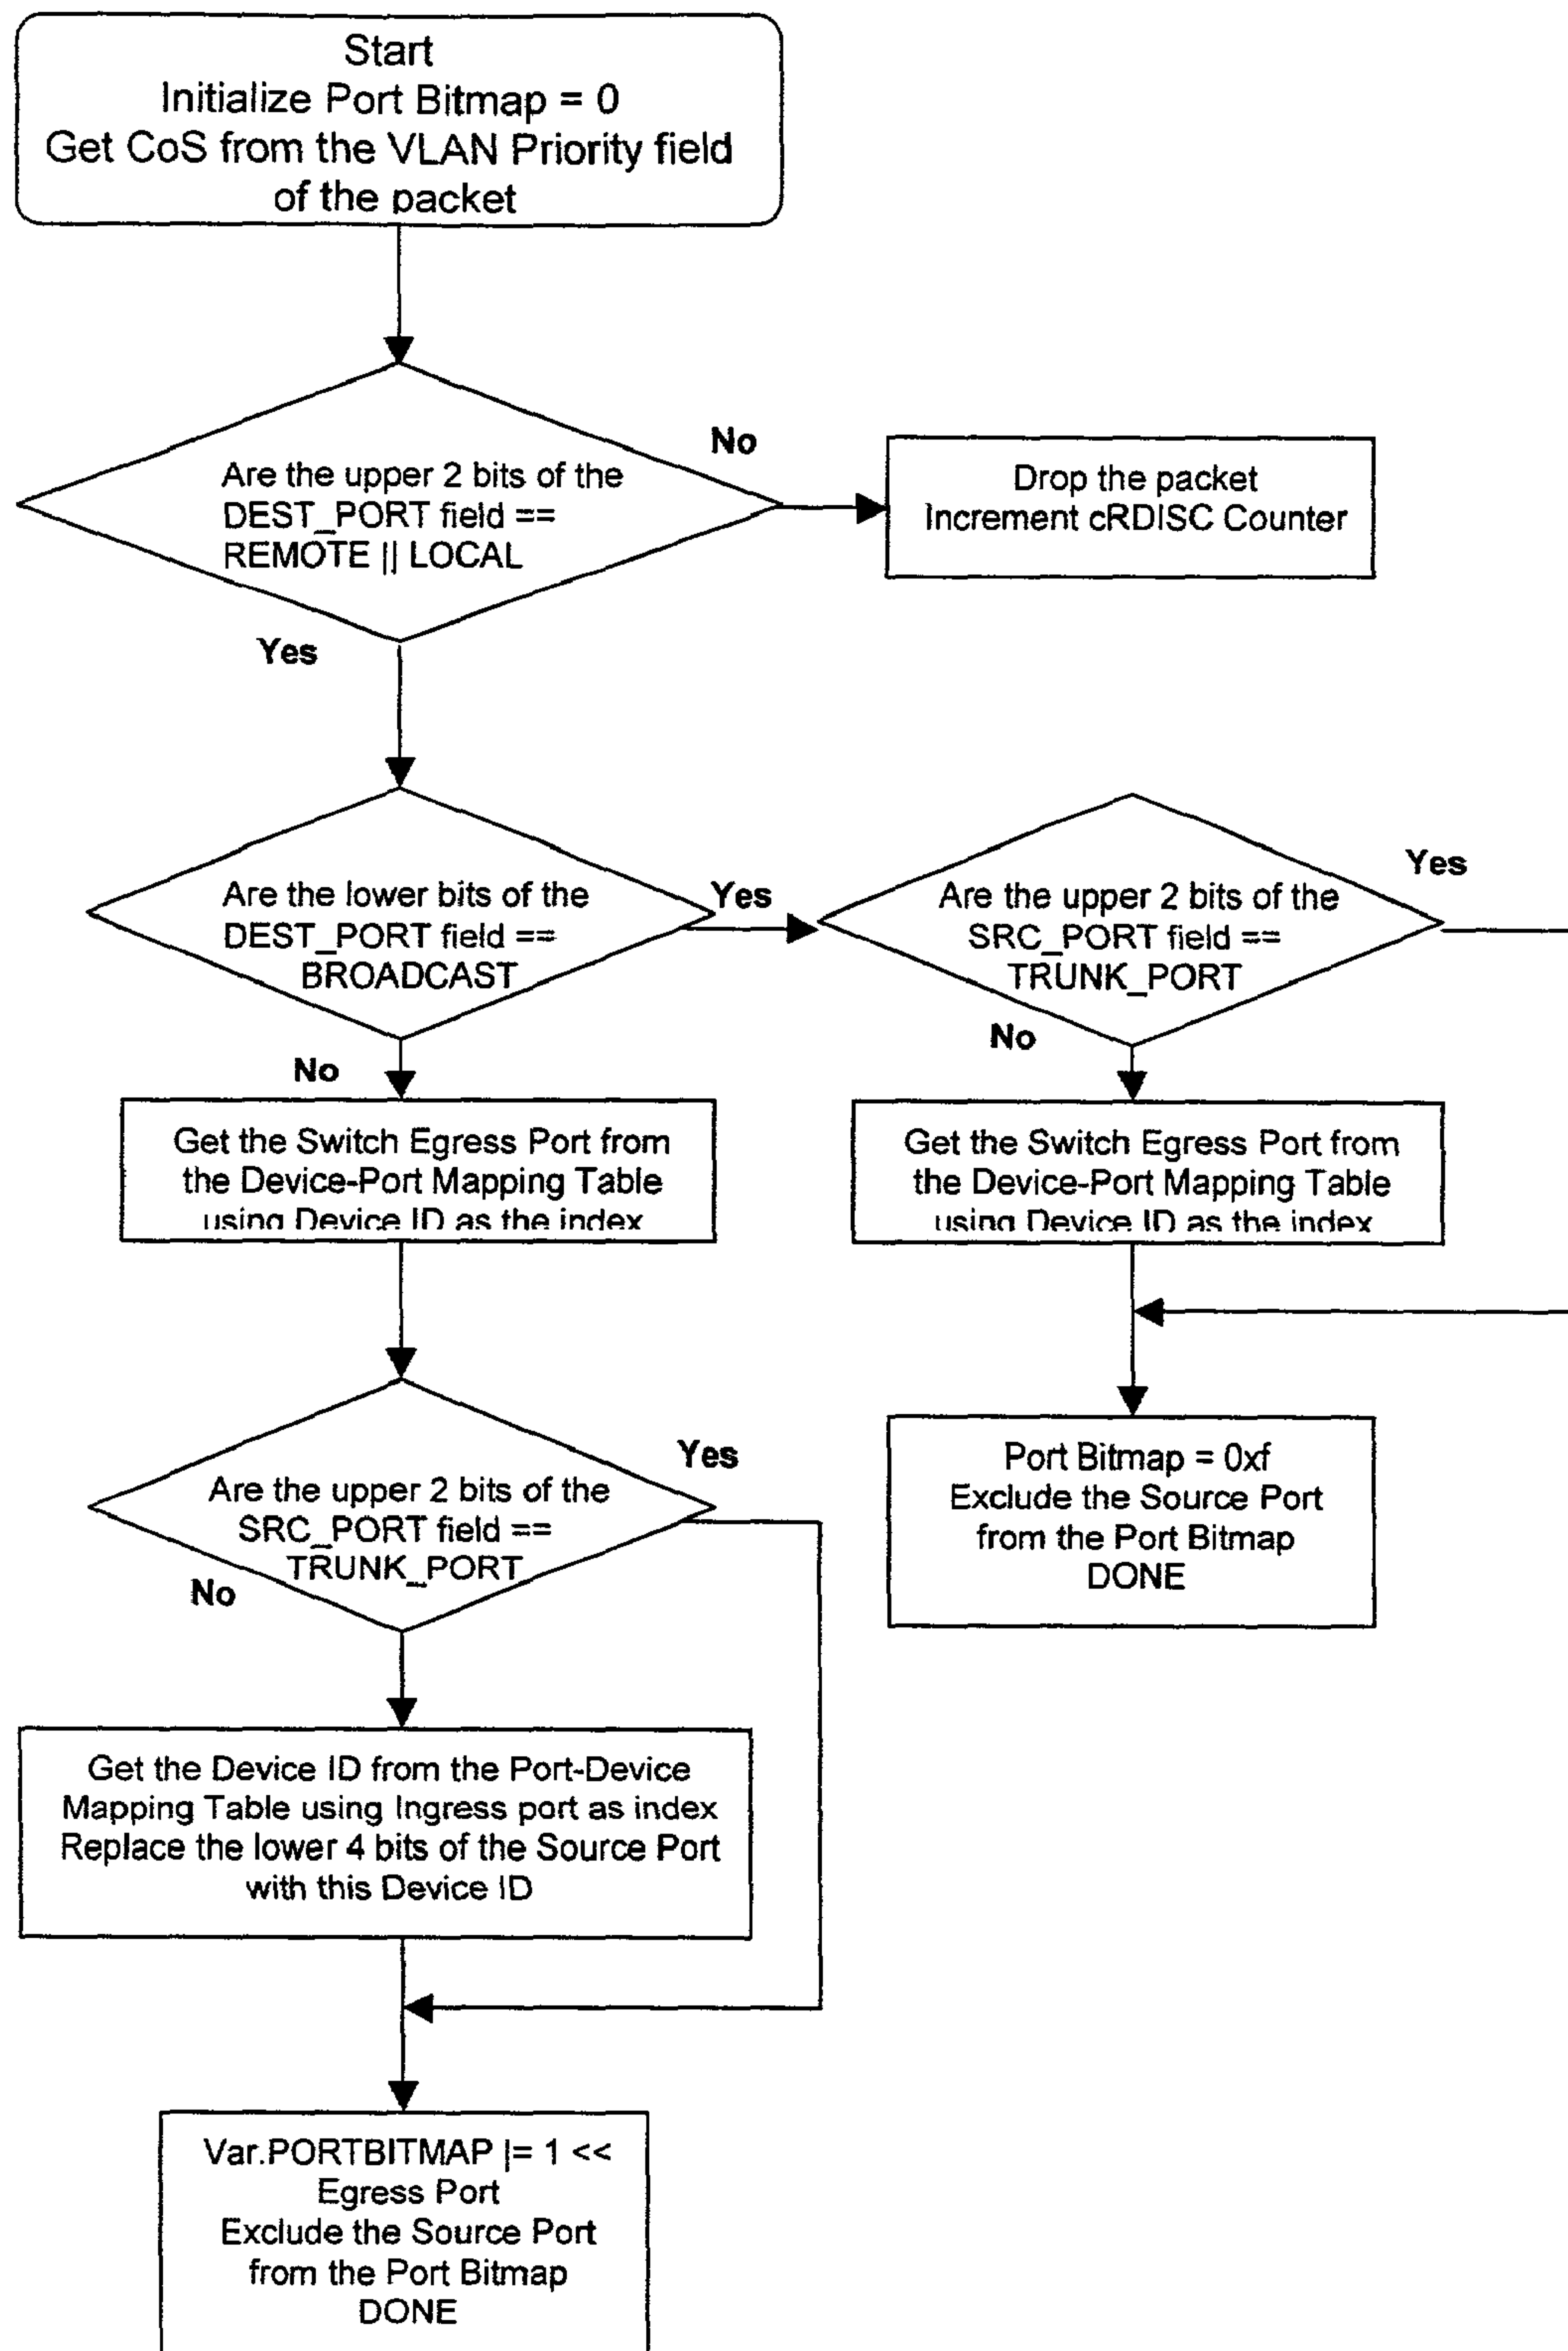 Start
Initialize Port Bitmap = 0
Get CoS from the VLAN Priority field
of the packet
No
Are the upper 2 bits of the
DEST_PORT field ==
REMOTE || LOCAL
Drop the packet
Increment cRDISC Counter
Yes
Are the lower bits of the
DEST_PORT field ==
BROADCAST
Yes
Are the upper 2 bits of the
SRC_PORT field ==
TRUNK_PORT
Yes
No
No
Get the Switch Egress Port from
the Device-Port Mapping Table
using Device ID as the index
Get the Switch Egress Port from
the Device-Port Mapping Table
using Device ID as the index
Yes
Are the upper 2 bits of the
SRC_PORT field ==
TRUNK_PORT
No
Port Bitmap = 0xf
Exclude the Source Port
from the Port Bitmap
DONE
Get the Device ID from the Port-Device
Mapping Table using Ingress port as index
Replace the lower 4 bits of the Source Port
with this Device ID
Var.PORTBITMAP |= 1 <<
Egress Port
Exclude the Source Port
from the Port Bitmap
DONE